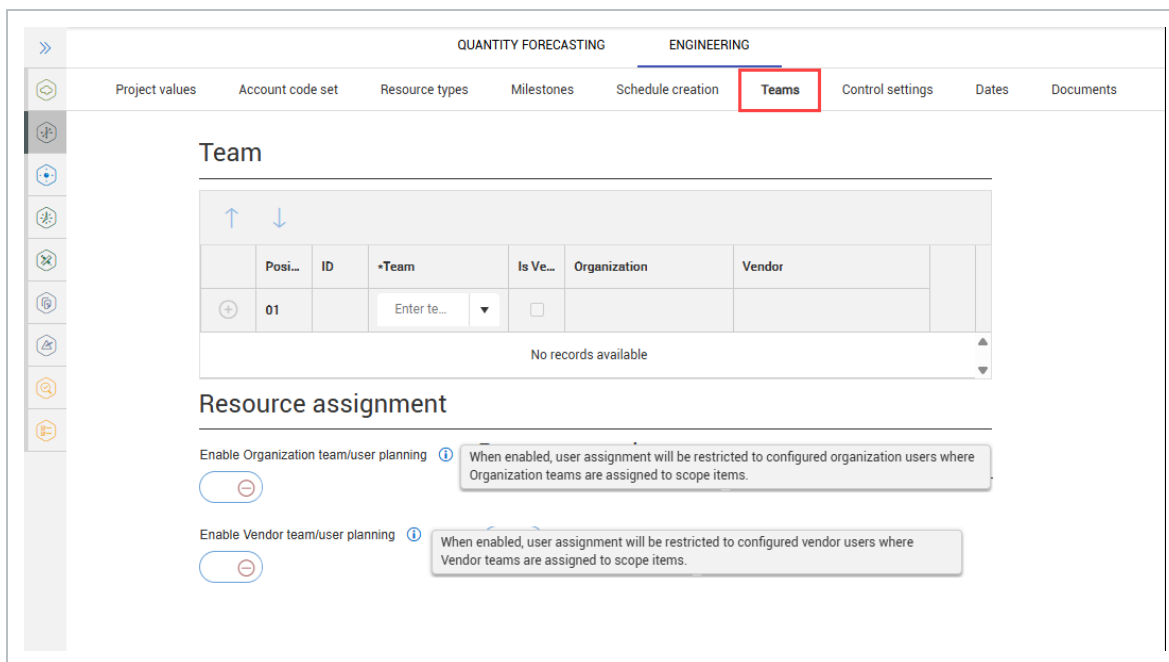 QUANTITY FORECASTING ENGINEERING
Project values Account code set Resource types Milestones Schedule creation Teams Control settings Dates Documents
Team
Posi... ID *Team Is Ve... Organization Vendor
01 Enter te...
No records available
Resource assignment
Enable Organization team/user planning
When enabled, user assignment will be restricted to configured organization users where
Organization teams are assigned to scope items.
Enable Vendor team/user planning
When enabled, user assignment will be restricted to configured vendor users where
Vendor teams are assigned to scope items.